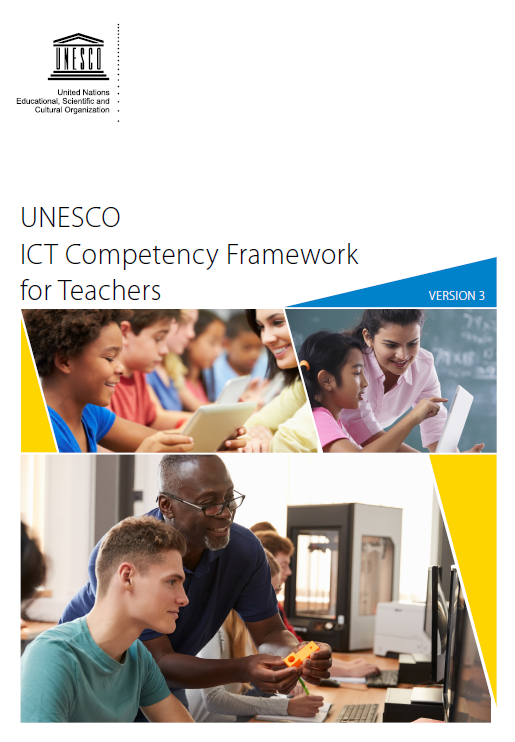 UNESCO
United Nations
Educational, Scientific and
Cultural Organization
UNESCO
ICT Competency Framework
for Teachers
VERSION 3